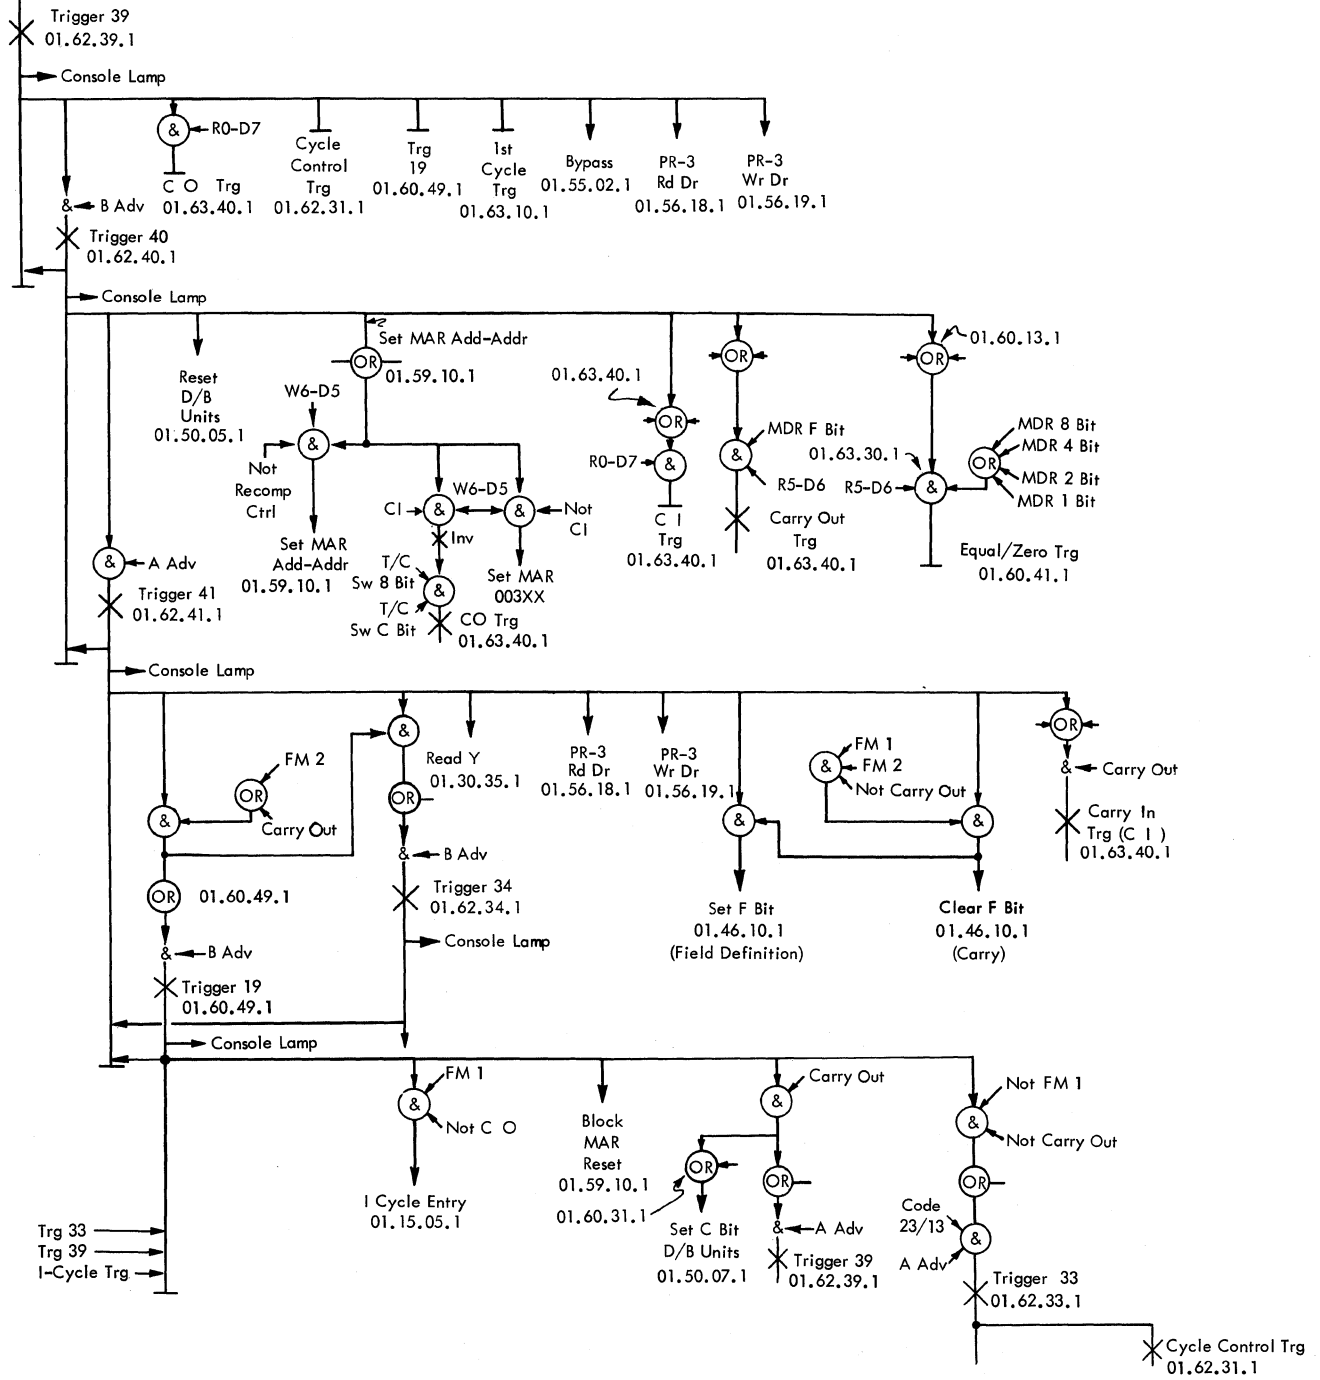 Trigger 39
01.62.39.1
Console Lamp
&
R0-D7
C O Trg
01.63.40.1
Cycle
Control
Trg
01.62.31.1
Trg
19
01.60.49.1
1st
Cycle
Trg
01.63.10.1
Bypass
01.55.02.1
PR-3
Rd Dr
01.56.18.1
PR-3
Wr Dr
01.56.19.1
& B Adv
Trigger 40
01.62.40.1
Console Lamp
Reset
D/B
Units
01.50.05.1
Set MAR Add-Addr
OR
01.59.10.1
W6-D5
&
Not
Recomp
Ctrl
Set MAR
Add-Addr
01.59.10.1
CI
&
W6-D5
&
Not
CI
Inv
T/C
Sw 8 Bit
&
T/C
Sw C Bit
CO Trg
01.63.40.1
Set MAR
003XX
01.63.40.1
OR
R0-D7
&
C I
Trg
01.63.40.1
OR
MDR F Bit
&
R5-D6
Carry Out
Trg
01.63.40.1
01.60.13.1
OR
01.63.30.1
R5-D6
&
OR
MDR 8 Bit
MDR 4 Bit
MDR 2 Bit
MDR 1 Bit
Equal/Zero Trg
01.60.41.1
&
A Adv
Trigger 41
01.62.41.1
Console Lamp
FM 2
OR
Carry Out
&
OR
01.60.49.1
& B Adv
Trigger 19
01.60.49.1
Console Lamp
&
OR
& B Adv
Trigger 34
01.62.34.1
Console Lamp
Read Y
01.30.35.1
PR-3
Rd Dr
01.56.18.1
PR-3
Wr Dr
01.56.19.1
&
Set F Bit
01.46.10.1
(Field Definition)
&
FM 1
FM 2
Not Carry Out
&
Clear F Bit
01.46.10.1
(Carry)
OR
& Carry Out
Carry In
Trg (C I )
01.63.40.1
FM 1
&
Not C O
I Cycle Entry
01.15.05.1
Block
MAR
Reset
01.59.10.1
Carry Out
&
OR
01.60.31.1
Set C Bit
D/B Units
01.50.07.1
OR
& A Adv
Trigger 39
01.62.39.1
Not FM 1
&
Not Carry Out
OR
Code
23/13
&
A Adv
Trigger 33
01.62.33.1
Cycle Control Trg
01.62.31.1
Trg 33
Trg 39
I-Cycle Trg